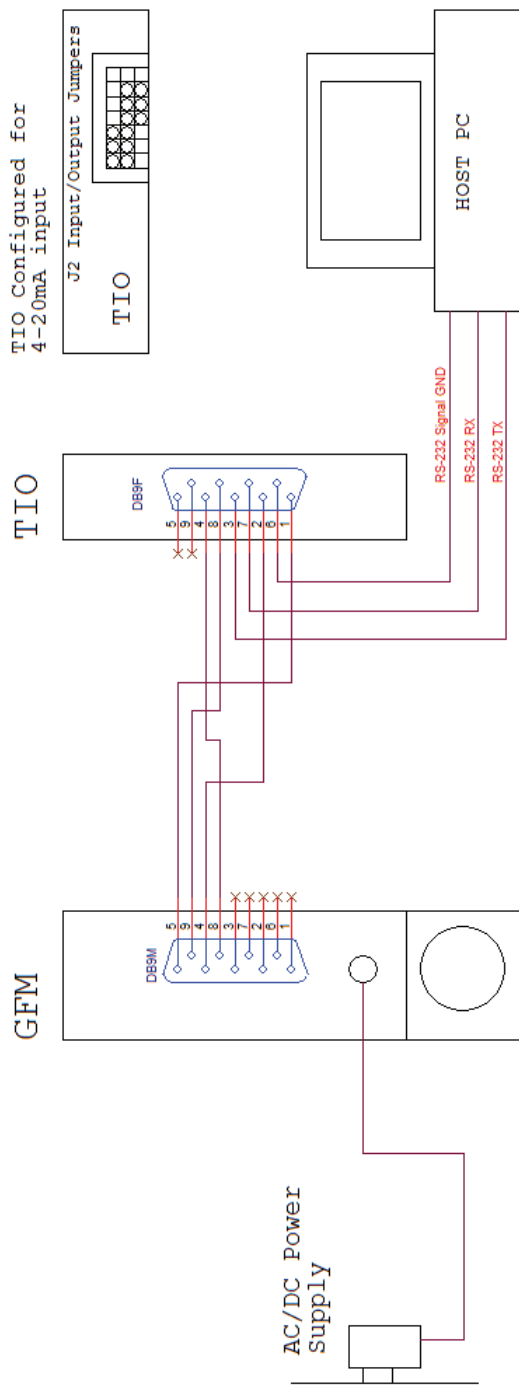 AC/DC Power
Supply
GFM
DB9M
5
9
4
8
3
7
2
6
1
TIO
DB9F
5
9
4
8
3
7
2
6
1
TIO Configured for
4-20mA input
J2 Input/Output Jumpers
TIO
RS-232 Signal GND
RS-232 RX
RS-232 TX
HOST PC